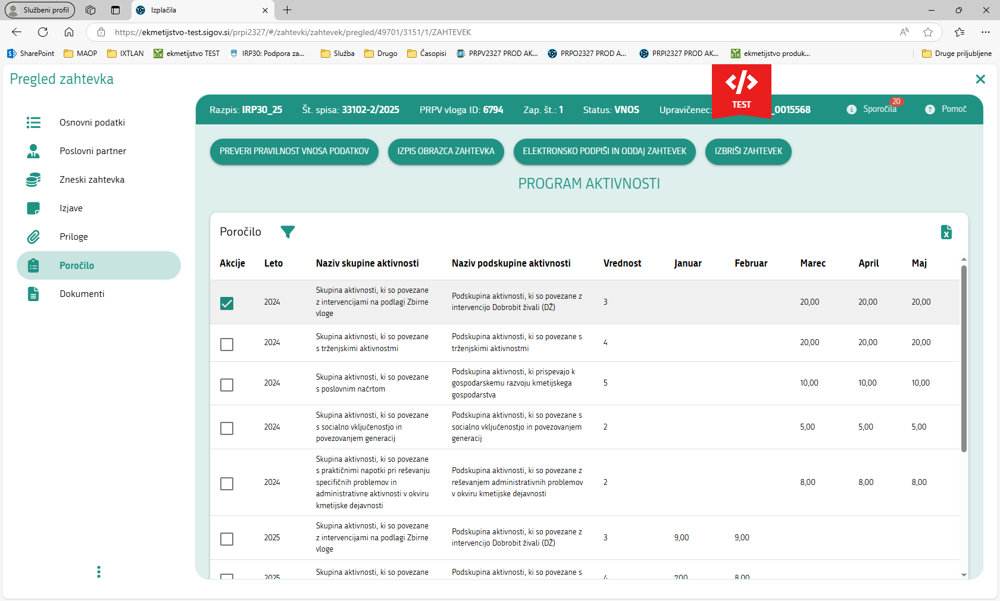 Službeni profil
Izplačila
https://ekmetijstvo-test.sigov.si/prpi2327/#/zahtevki/zahtevek/pregled/49701/3151/1/ZAHTEVEK
SharePoint MAOP IXTLAN ekmetijstvo TEST IRP30: Podpora za... Služba Drugo Časopisi PRPV2327 PROD AK... PRPO2327 PROD A... PRPI2327 PROD AK... ekmetijstvo produk... Druge priljubljene
Pregled zahtevka
TEST
Razpis: IRP30_25 Št. spisa: 33102-2/2025 PRPV vloga ID: 6794 Zap. št.: 1 Status: VNOS Upravičenec: _0015568 Sporočila 20 Pomoč
Osnovni podatki
Poslovni partner
Zneski zahtevka
Izjave
Priloge
Poročilo
Dokumenti
PREVERI PRAVILNOST VNOSA PODATKOV IZPIS OBRAZCA ZAHTEVKA ELEKTRONSKO PODPIŠI IN ODDAJ ZAHTEVEK IZBRIŠI ZAHTEVEK
PROGRAM AKTIVNOSTI
Poročilo
Akcije Leto Naziv skupine aktivnosti Naziv podskupine aktivnosti Vrednost Januar Februar Marec April Maj
2024
Skupina aktivnosti, ki so povezane
z intervencijami na podlagi Zbirne
vloge
Podskupina aktivnosti, ki so povezane z
intervencijo Dobrobit živali (DŽ)
3 20,00 20,00 20,00
2024
Skupina aktivnosti, ki so povezane
s trženjskimi aktivnostmi
Podskupina aktivnosti, ki so povezane s
trženjskimi aktivnostmi
4 20,00 20,00 20,00
2024
Skupina aktivnosti, ki so povezane
s poslovnim načrtom
Podskupina aktivnosti, ki prispevajo k
gospodarskemu razvoju kmetijskega
gospodarstva
5 10,00 10,00 10,00
2024
Skupina aktivnosti, ki so povezane
s socialno vključenostjo in
povezovanjem generacij
Podskupina aktivnosti, ki so povezane s
socialno vključenostjo in povezovanjem
generacij
2 5,00 5,00 5,00
2024
Skupina aktivnosti, ki so povezane
s praktičnimi napotki pri reševanju
specifičnih problemov in
administrativne aktivnosti v okviru
kmetijske dejavnosti
Podskupina aktivnosti, ki so povezane z
reševanjem administrativnih problemov
v okviru kmetijske dejavnosti
2 8,00 8,00 8,00
2025
Skupina aktivnosti, ki so povezane
z intervencijami na podlagi Zbirne
vloge
Podskupina aktivnosti, ki so povezane z
intervencijo Dobrobit živali (DŽ)
3 9,00 9,00
2025
Skupina aktivnosti, ki so povezane
Podskupina aktivnosti, ki so povezane s
4 7,00 8,00